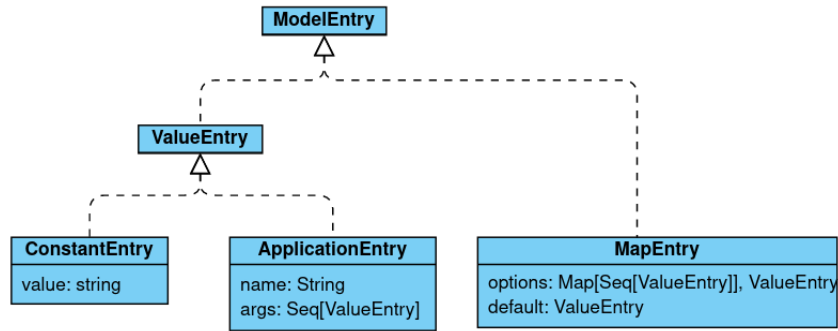 ModelEntry
ValueEntry
ConstantEntry
value: string
ApplicationEntry
name: String
args: Seq[ValueEntry]
MapEntry
options: Map[Seq[ValueEntry]], ValueEntry
default: ValueEntry